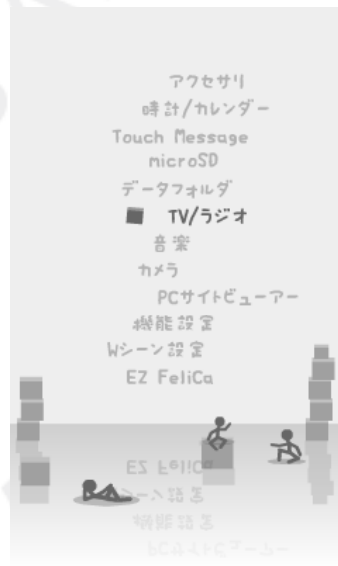 アクセサリ
時計/カレンダー
Touch Message
microSD
データフォルダ
TV/ラジオ
音楽
カメラ
PCサイトビューアー
機能設定
Wシーン設定
EZ FeliCa